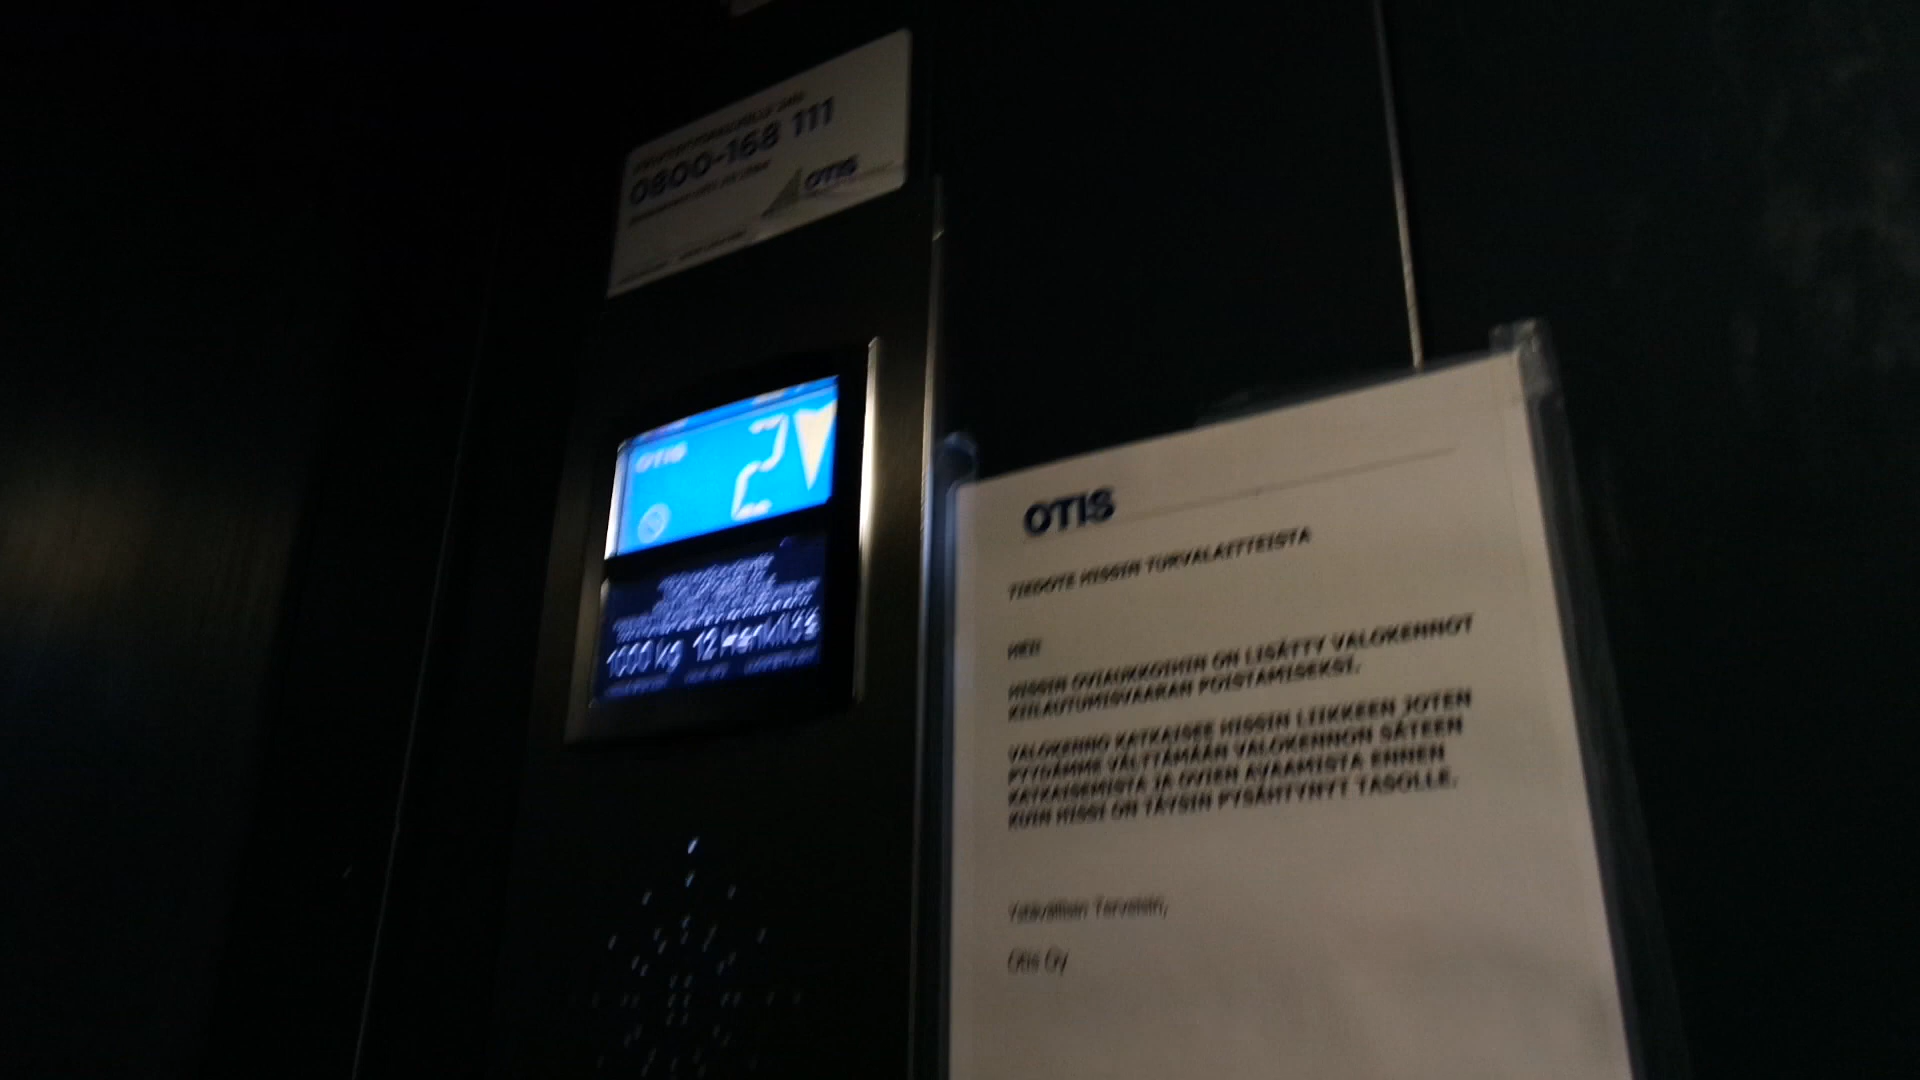 0800-168 111
OTIS
OTIS
2
1000 kg 12 Henkilöä
OTIS
TIEDOTE HISSIN TURVALAITTEISTA
HEI!
HISSIN OVIAUKKOIHIN ON LISÄTTY VALOKENNOT
KIILAUTUMISVAARAN POISTAMISEKSI.
VALOKENNO KATKAISEE HISSIN LIIKKEEN JOTEN
PYYDÄMME VÄLTTÄMÄÄN VALOKENNON SÄTEEN
KATKAISEMISTA JA OVIEN AVAAMISTA ENNEN
KUIN HISSI ON TÄYSIN PYSÄHTYNYT TASOLLE.
Ystävällisin Terveisin,
Otis Oy